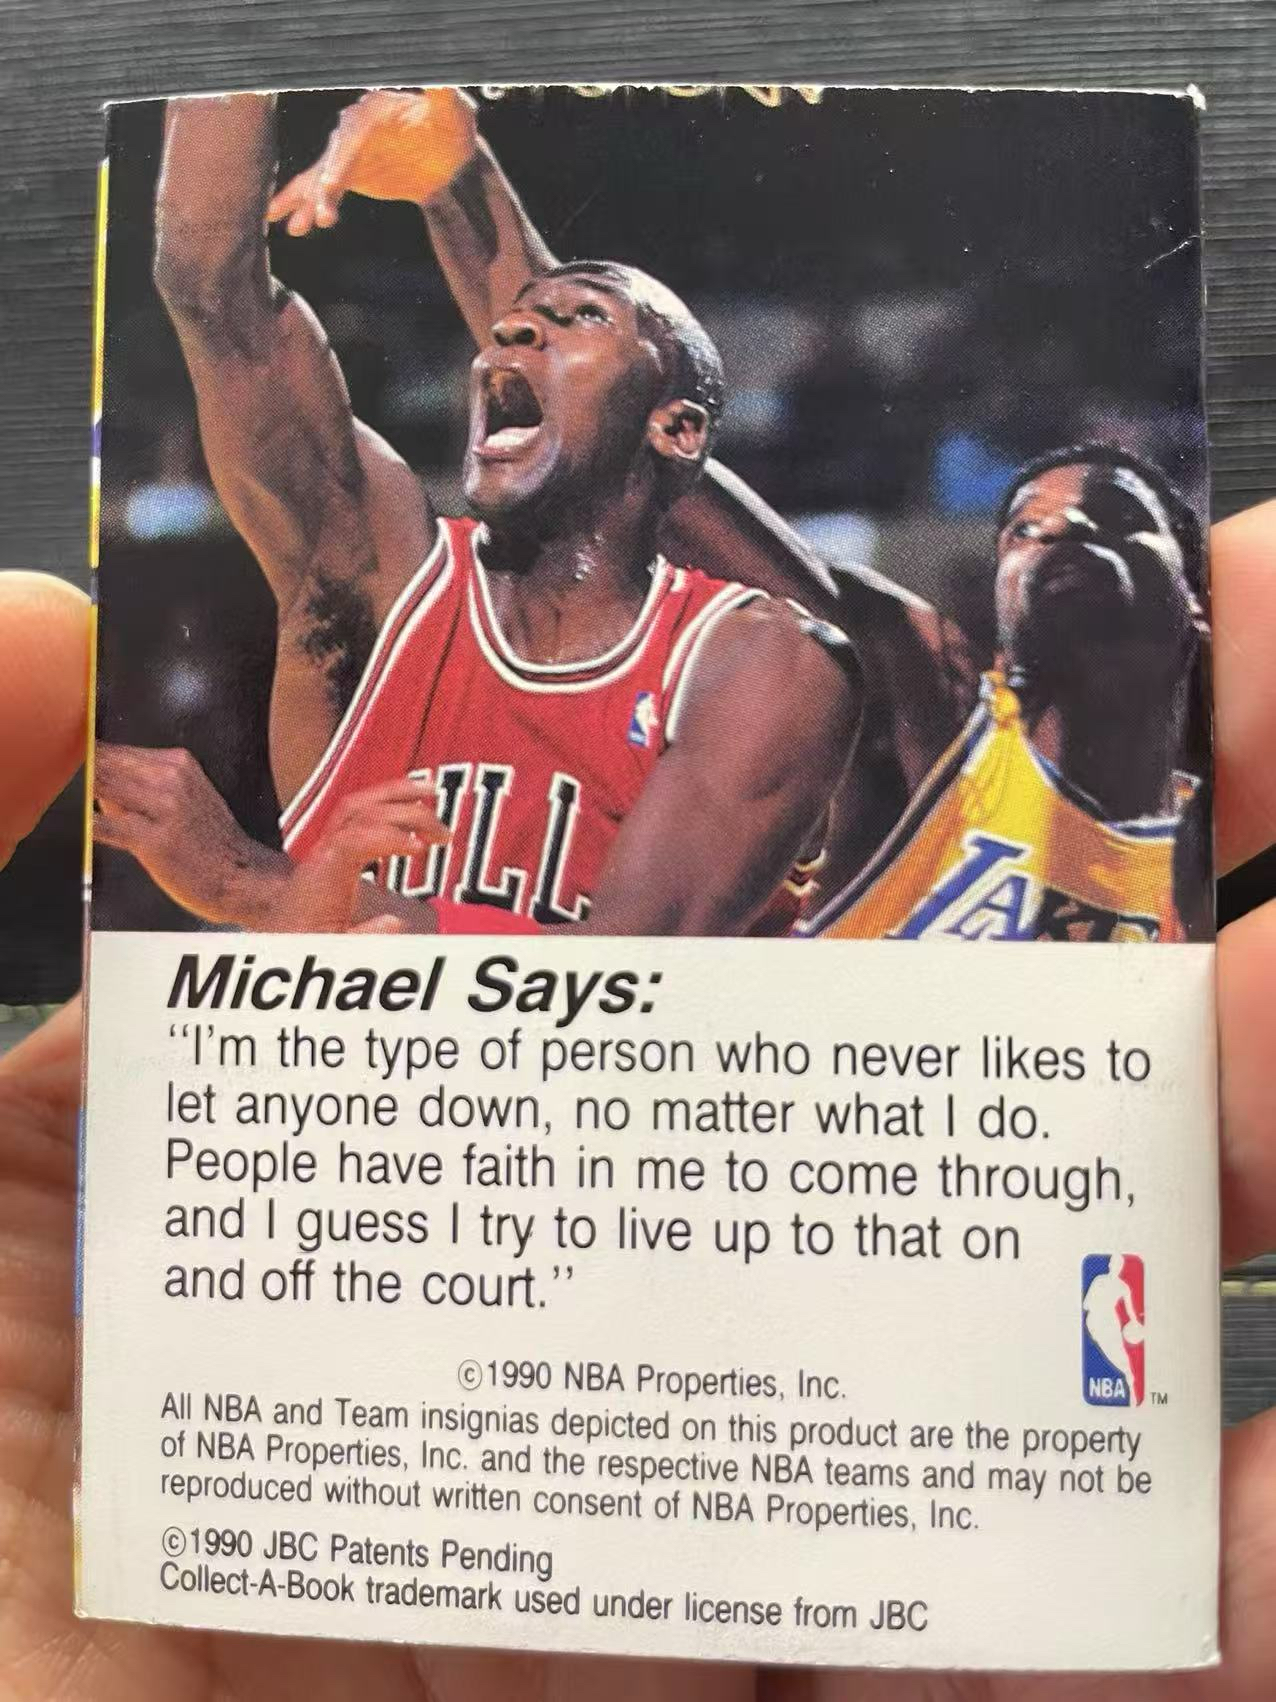 ULL
LAKE
Michael Says:
“I’m the type of person who never likes to
let anyone down, no matter what I do.
People have faith in me to come through,
and I guess I try to live up to that on
and off the court.”
NBA
TM
©1990 NBA Properties, Inc.
All NBA and Team insignias depicted on this product are the property
of NBA Properties, Inc. and the respective NBA teams and may not be
reproduced without written consent of NBA Properties, Inc.
©1990 JBC Patents Pending
Collect-A-Book trademark used under license from JBC